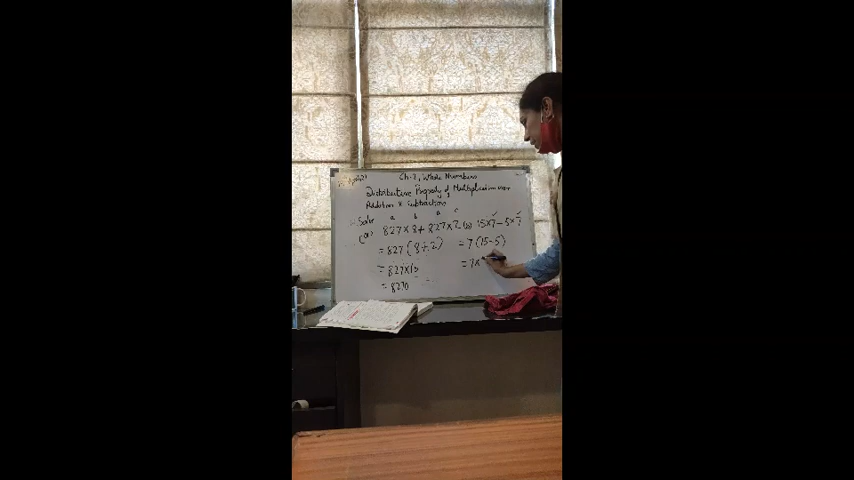 Ch-2, Whole Numbers
Distributive Property of Multiplication over
Addition & Subtraction
Solve a b a c
(a) 827 × 8 + 827 × 2 (b) 15×7 - 5×7
= 827 (8+2) = 7 (15-5)
= 827×10 = 7×
= 8270